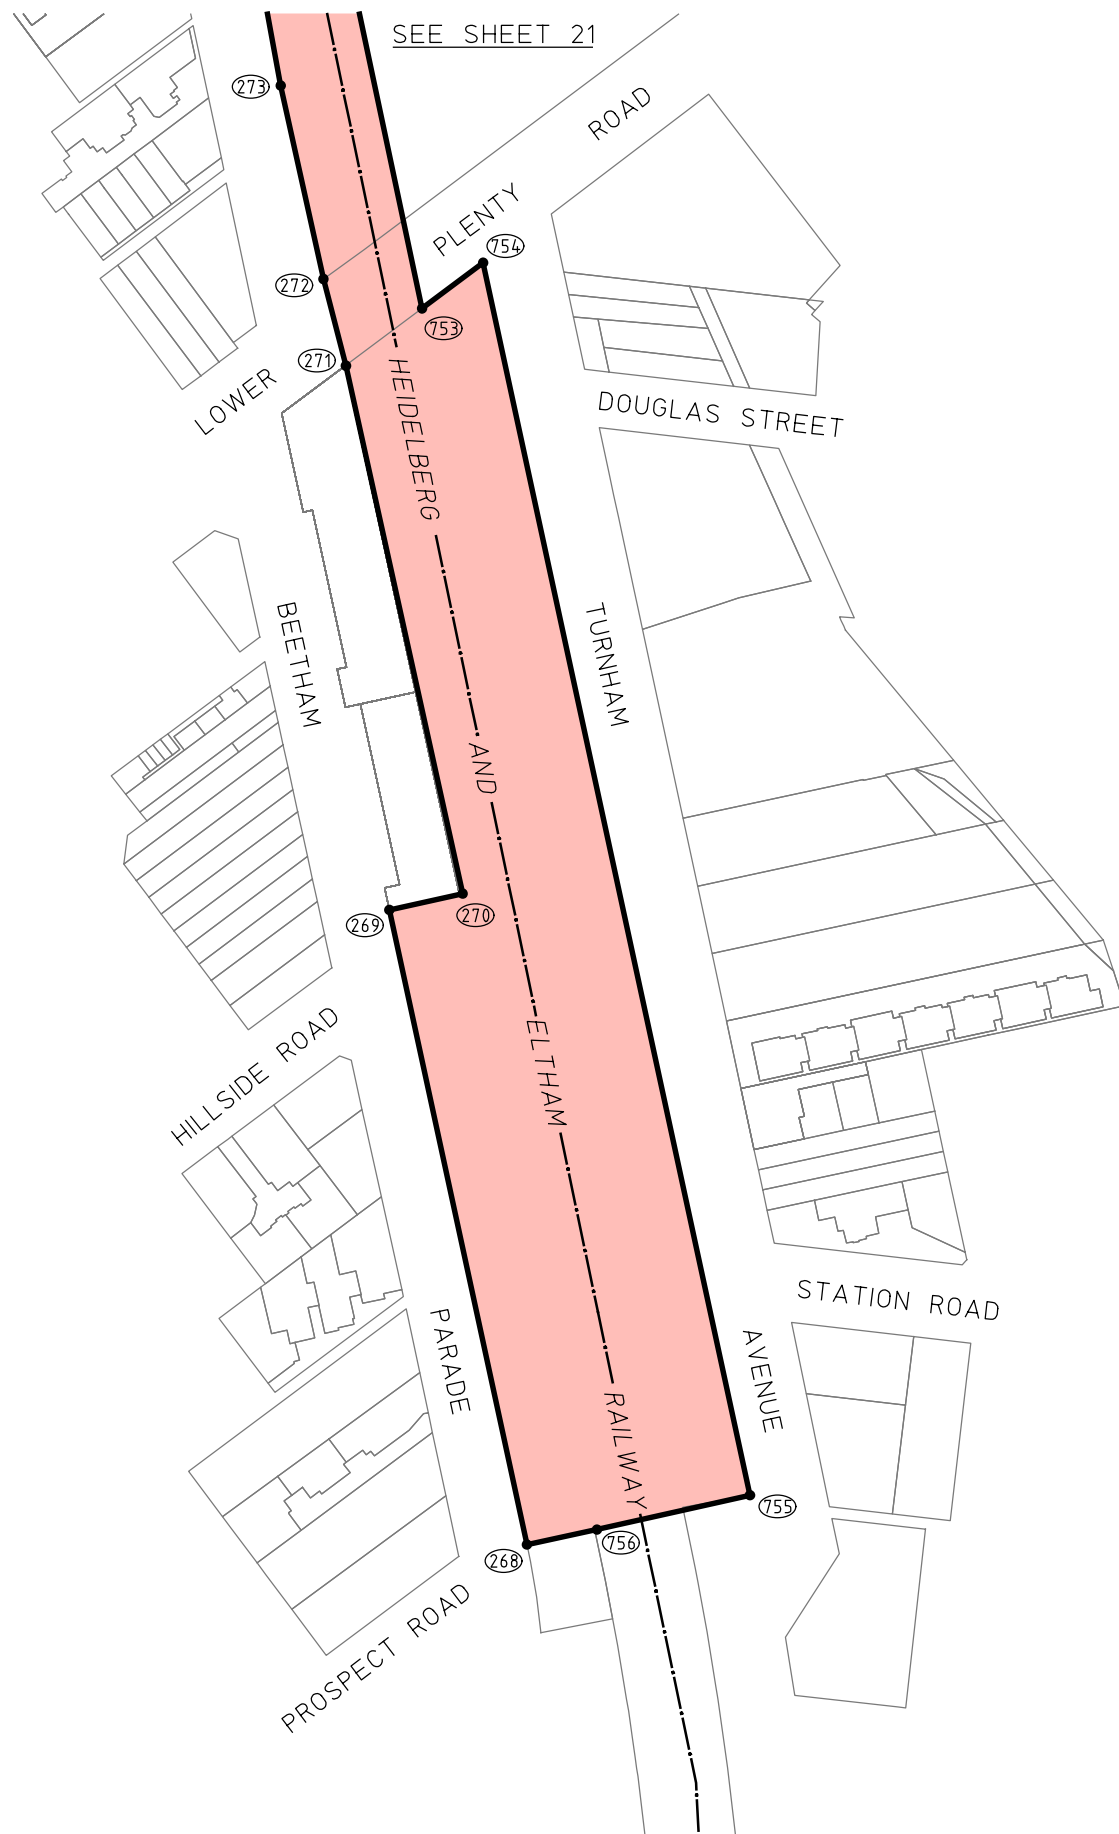 SEE SHEET 21
273
ROAD
PLENTY
754
272
753
271
LOWER
HEIDELBERG
DOUGLAS STREET
BEETHAM
TURNHAM
AND
270
269
HILLSIDE ROAD
ELTHAM
STATION ROAD
PARADE
AVENUE
RAILWAY
755
756
268
PROSPECT ROAD